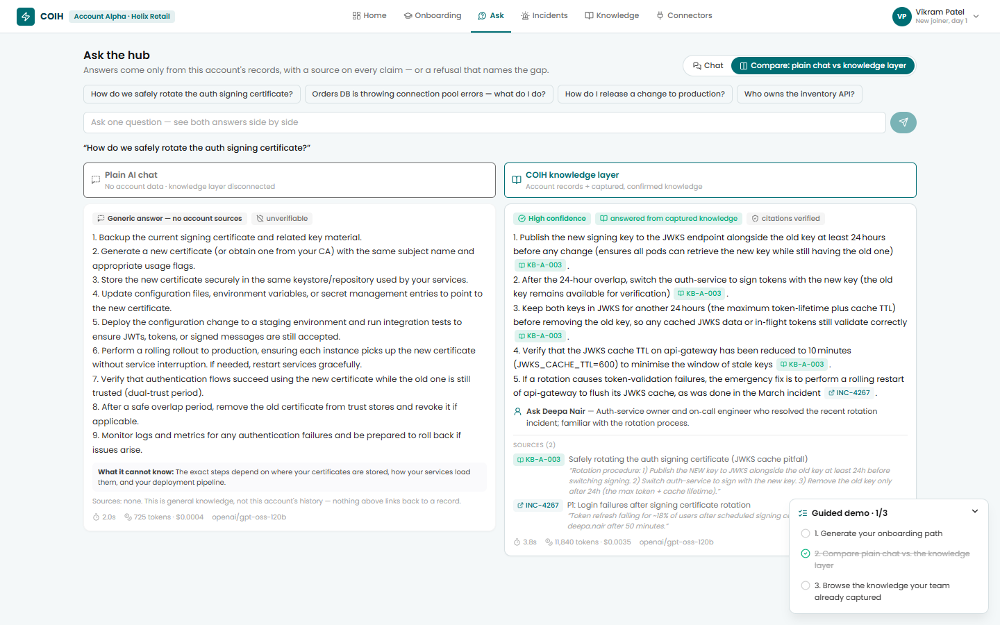 COIH
Account Alpha · Helix Retail
Home
Onboarding
Ask
Incidents
Knowledge
Connectors
VP
Vikram Patel
New joiner, day 1
Ask the hub
Answers come only from this account's records, with a source on every claim — or a refusal that names the gap.
Chat
Compare: plain chat vs knowledge layer
How do we safely rotate the auth signing certificate?
Orders DB is throwing connection pool errors — what do I do?
How do I release a change to production?
Who owns the inventory API?
Ask one question — see both answers side by side
“How do we safely rotate the auth signing certificate?”
Plain AI chat
No account data · knowledge layer disconnected
Generic answer — no account sources
unverifiable
1. Backup the current signing certificate and related key material.
2. Generate a new certificate (or obtain one from your CA) with the same subject name and
appropriate usage flags.
3. Store the new certificate securely in the same keystore/repository used by your services.
4. Update configuration files, environment variables, or secret management entries to point to
the new certificate.
5. Deploy the configuration change to a staging environment and run integration tests to
ensure JWTs, tokens, or signed messages are still accepted.
6. Perform a rolling rollout to production, ensuring each instance picks up the new certificate
without service interruption. If needed, restart services gracefully.
7. Verify that authentication flows succeed using the new certificate while the old one is still
trusted (dual-trust period).
8. After a safe overlap period, remove the old certificate from trust stores and revoke it if
applicable.
9. Monitor logs and metrics for any authentication failures and be prepared to roll back if
issues arise.
What it cannot know: The exact steps depend on where your certificates are stored, how your services load
them, and your deployment pipeline.
Sources: none. This is general knowledge, not this account's history — nothing above links back to a record.
2.0s
725 tokens · $0.0004
openai/gpt-oss-120b
COIH knowledge layer
Account records + captured, confirmed knowledge
High confidence
answered from captured knowledge
citations verified
1. Publish the new signing key to the JWKS endpoint alongside the old key at least 24 hours
before any change (ensures all pods can retrieve the new key while still having the old one)
KB-A-003 .
2. After the 24-hour overlap, switch the auth-service to sign tokens with the new key (the old
key remains available for verification) KB-A-003 .
3. Keep both keys in JWKS for another 24 hours (the maximum token-lifetime plus cache TTL)
before removing the old key, so any cached JWKS data or in-flight tokens still validate correctly
KB-A-003 .
4. Verify that the JWKS cache TTL on api-gateway has been reduced to 10 minutes
(JWKS_CACHE_TTL=600) to minimise the window of stale keys KB-A-003 .
5. If a rotation causes token-validation failures, the emergency fix is to perform a rolling restart
of api-gateway to flush its JWKS cache, as was done in the March incident INC-4267 .
Ask Deepa Nair — Auth-service owner and on-call engineer who resolved the recent rotation
incident; familiar with the rotation process.
SOURCES (2)
KB-A-003 Safely rotating the auth signing certificate (JWKS cache pitfall)
“Rotation procedure: 1) Publish the NEW key to JWKS alongside the old key at least 24h before
switching signing. 2) Switch auth-service to sign with the new key. 3) Remove the old key only
after 24h (the max token + cache lifetime).”
INC-4267 P1: Login failures after signing certificate rotation
“Token refresh failing for ~18% of users after scheduled signing ce
deepa.nair after 50 minutes.”
3.8s
11,840 tokens · $0.0035
openai/gpt-oss-120b
Guided demo · 1/3
1. Generate your onboarding path
2. Compare plain chat vs. the knowledge
layer
3. Browse the knowledge your team
already captured